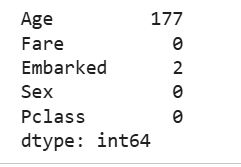 Age 177
Fare 0
Embarked 2
Sex 0
Pclass 0
dtype: int64